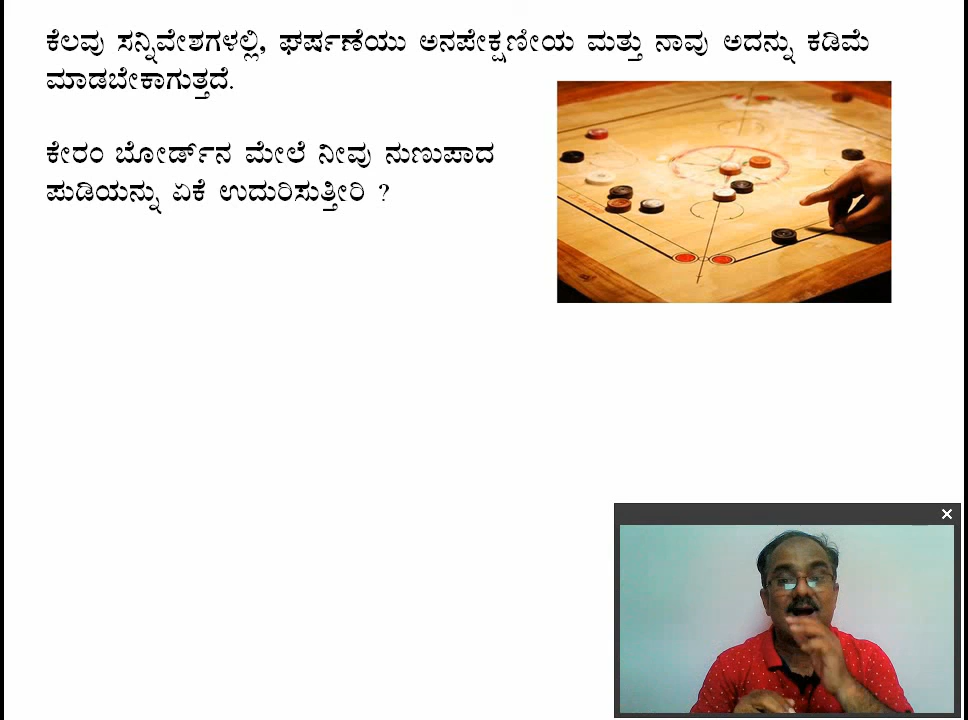 ಕೆಲವು ಸನ್ನಿವೇಶಗಳಲ್ಲಿ, ಘರ್ಷಣೆಯು ಅನಪೇಕ್ಷಣೀಯ ಮತ್ತು ನಾವು ಅದನ್ನು ಕಡಿಮೆ
ಮಾಡಬೇಕಾಗುತ್ತದೆ.
ಕೇರಂ ಬೋರ್ಡ್‌ನ ಮೇಲೆ ನೀವು ನುಣುಪಾದ
ಪುಡಿಯನ್ನು ಏಕೆ ಉದುರಿಸುತ್ತೀರಿ ?